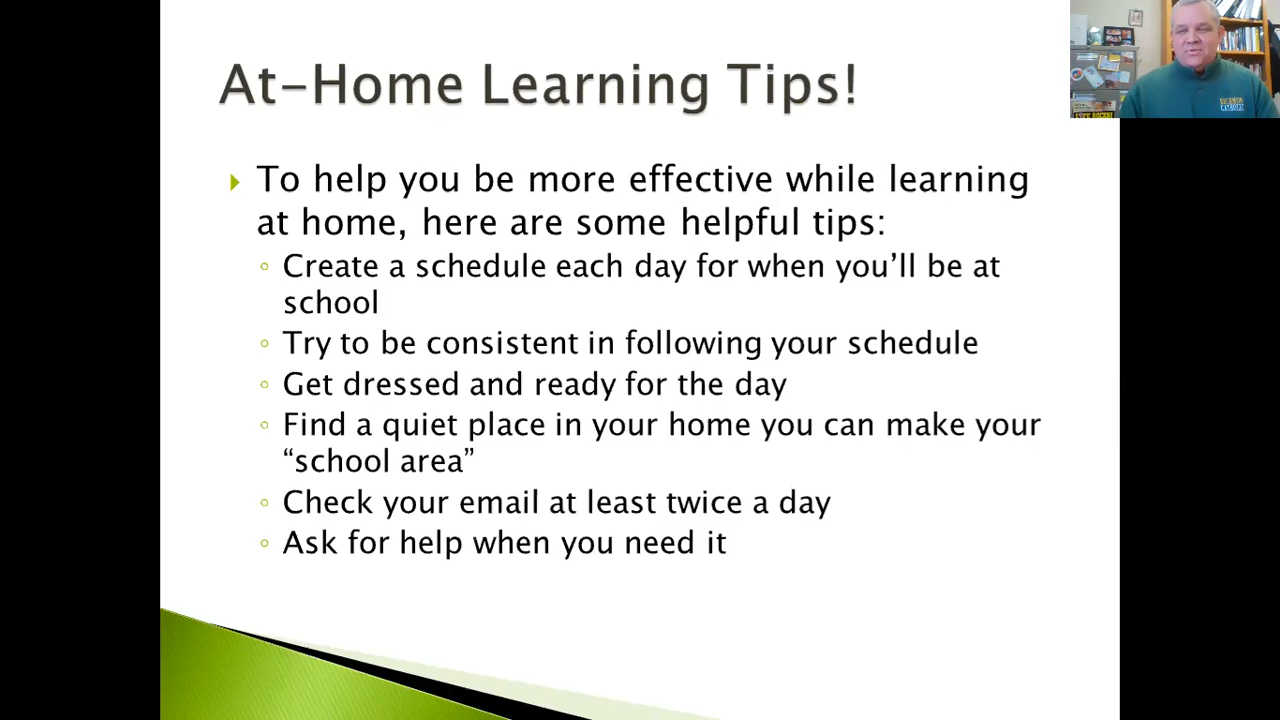 At-Home Learning Tips!
To help you be more effective while learning
at home, here are some helpful tips:
Create a schedule each day for when you’ll be at
school
Try to be consistent in following your schedule
Get dressed and ready for the day
Find a quiet place in your home you can make your
“school area”
Check your email at least twice a day
Ask for help when you need it
CATHOLIC